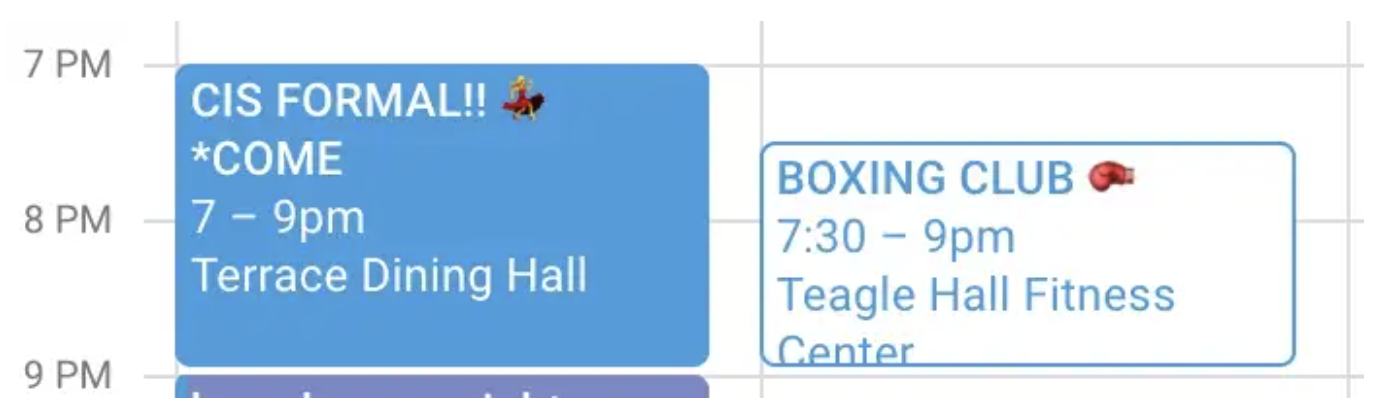 7 PM
CIS FORMAL!! 💃
*COME
7 – 9pm
Terrace Dining Hall
8 PM
BOXING CLUB 🥊
7:30 – 9pm
Teagle Hall Fitness
Center
9 PM